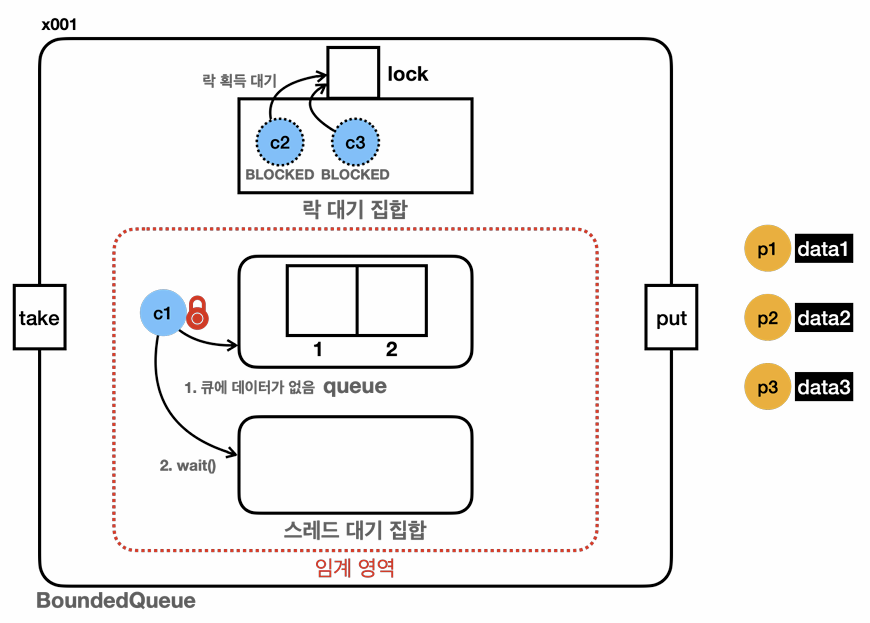 x001
락 획득 대기
lock
c2
c3
BLOCKED
BLOCKED
락 대기 집합
p1
data1
c1
take
put
p2
data2
1
2
1. 큐에 데이터가 없음
queue
p3
data3
2. wait()
스레드 대기 집합
임계 영역
BoundedQueue